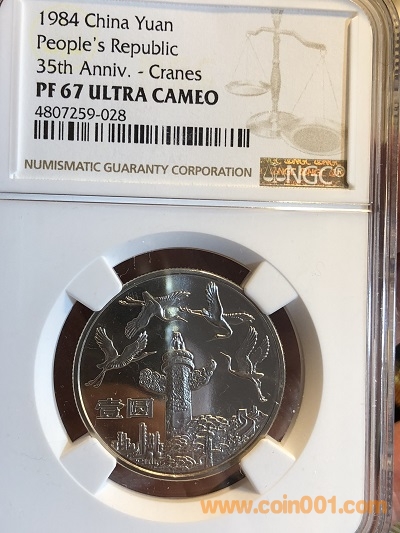 1984 China Yuan
People's Republic
35th Anniv. - Cranes
PF 67 ULTRA CAMEO
4807259-028
NUMISMATIC GUARANTY CORPORATION
NGC®
壹圆
www.coin001.com